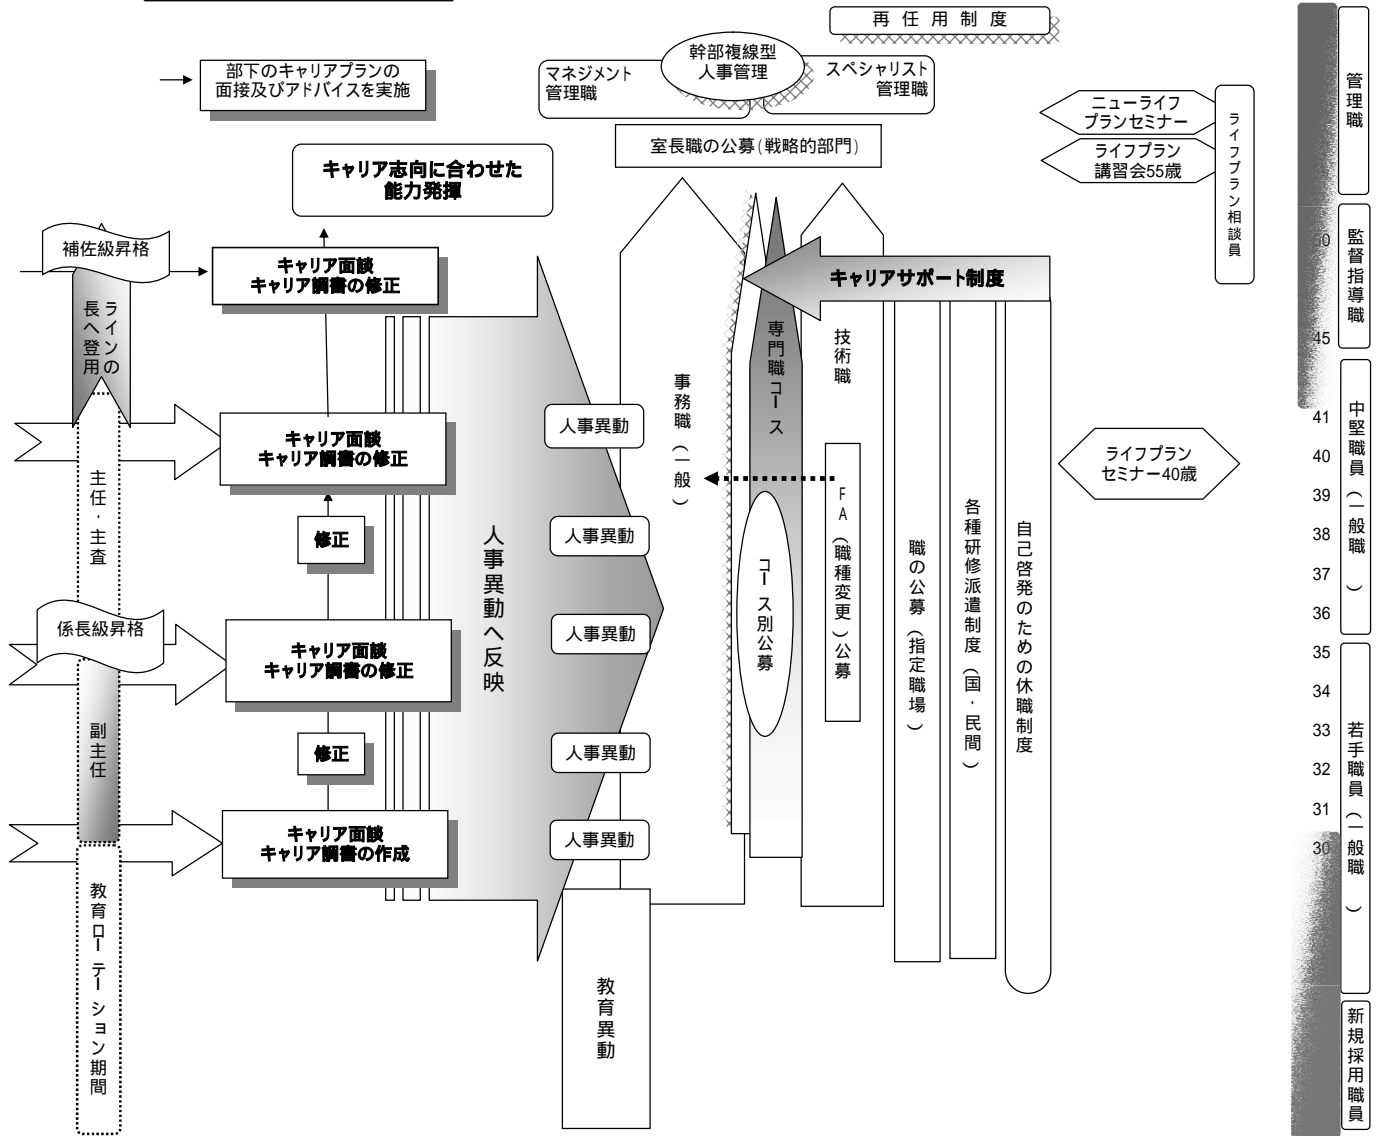 再任用制度
幹部複線型
人事管理
マネジメント
管理職
スペシャリスト
管理職
部下のキャリアプランの
面接及びアドバイスを実施
室長職の公募(戦略的部門)
ニューライフ
プランセミナー
ライフプラン
講習会55歳
ライフプラン相談員
キャリア志向に合わせた
能力発揮
補佐級昇格
キャリア面談
キャリア調書の修正
キャリアサポート制度
ラインの
長へ登用
キャリア面談
キャリア調書の修正
修正
主任・主査
係長級昇格
キャリア面談
キャリア調書の修正
修正
副主任
キャリア面談
キャリア調書の作成
教育ローテーション期間
人事異動へ反映
人事異動
人事異動
人事異動
人事異動
人事異動
教育異動
事務職(一般)
専門職コース
コース別公募
技術職
FA(職種変更)公募
職の公募(指定職場)
各種研修派遣制度(国・民間)
自己啓発のための休職制度
ライフプラン
セミナー40歳
50
45
41
40
39
38
37
36
35
34
33
32
31
30
管理職
監督指導職
中堅職員(一般職)
若手職員(一般職)
新規採用職員